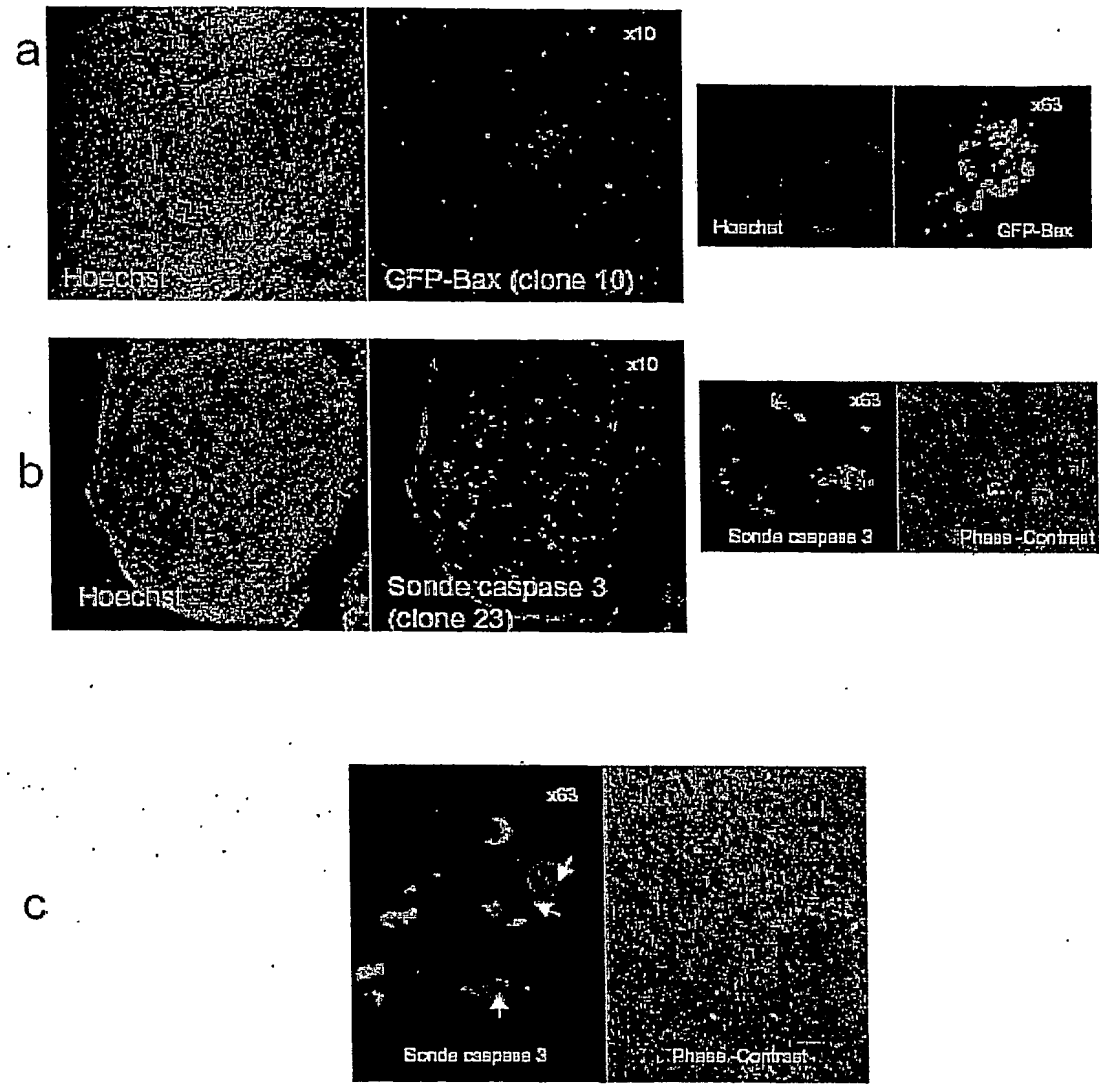 a
x10
Hoechst
GFP-Bax (clone 10)
x63
Hoechst
GFP-Bax
b
x10
Hoechst
Sonde caspase 3
(clone 23)
x63
Sonde caspase 3
Phase-Contrast
c
x63
Sonde caspase 3
Phase-Contrast